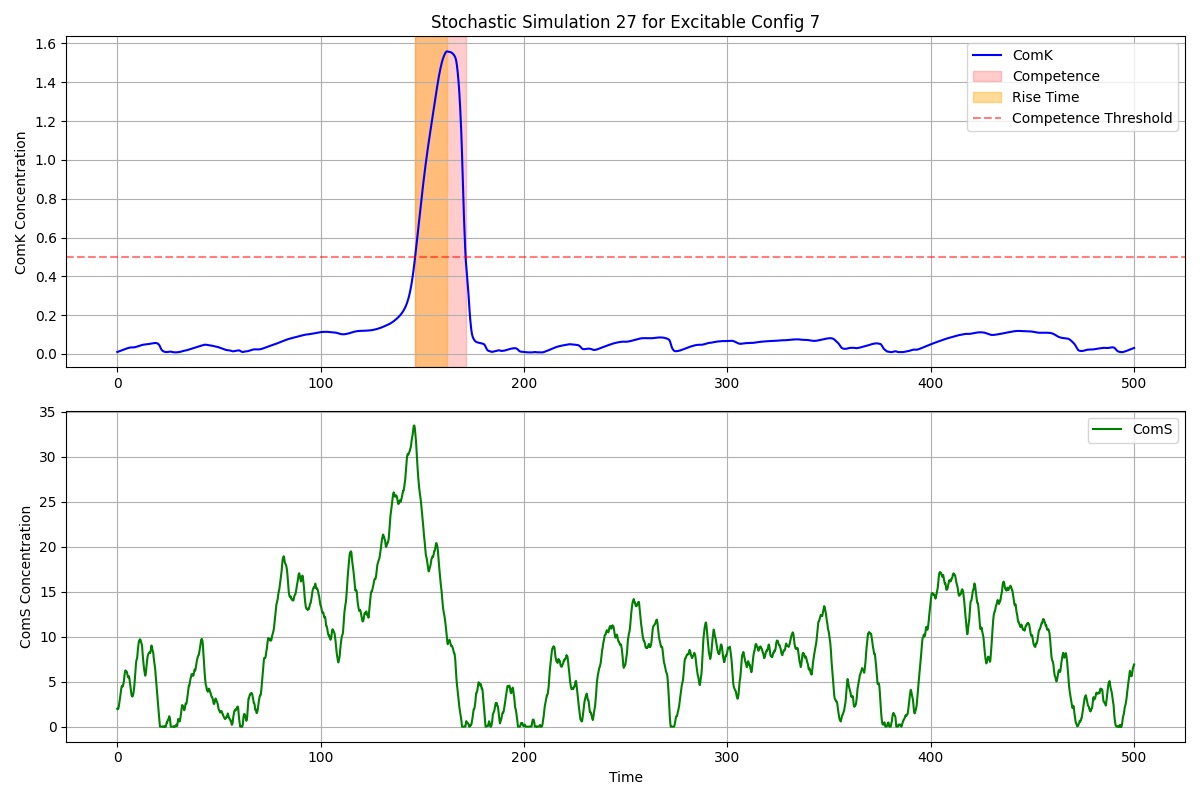 Stochastic Simulation 27 for Excitable Config 7
ComK Concentration
1.6
1.4
1.2
1.0
0.8
0.6
0.4
0.2
0.0
ComK
Competence
Rise Time
Competence Threshold
0 100 200 300 400 500
ComS Concentration
35
30
25
20
15
10
5
0
ComS
0 100 200 300 400 500
Time